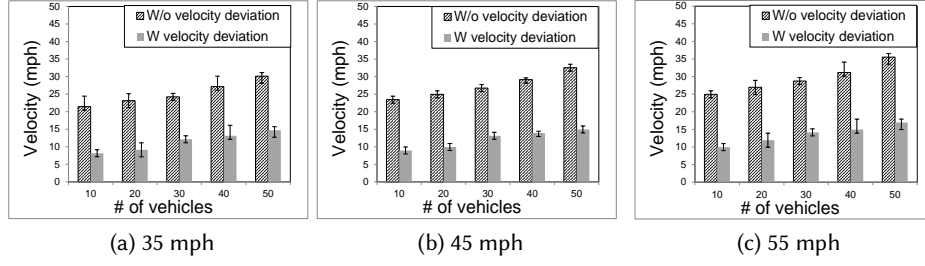 50
45
40
35
30
25
20
15
10
5
0
Velocity (mph)
W/o velocity deviation
W velocity deviation
10 20 30 40 50
# of vehicles
(a) 35 mph
50
45
40
35
30
25
20
15
10
5
0
Velocity (mph)
W/o velocity deviation
W velocity deviation
10 20 30 40 50
# of vehicles
(b) 45 mph
50
45
40
35
30
25
20
15
10
5
0
Velocity (mph)
W/o velocity deviation
W velocity deviation
10 20 30 40 50
# of vehicles
(c) 55 mph